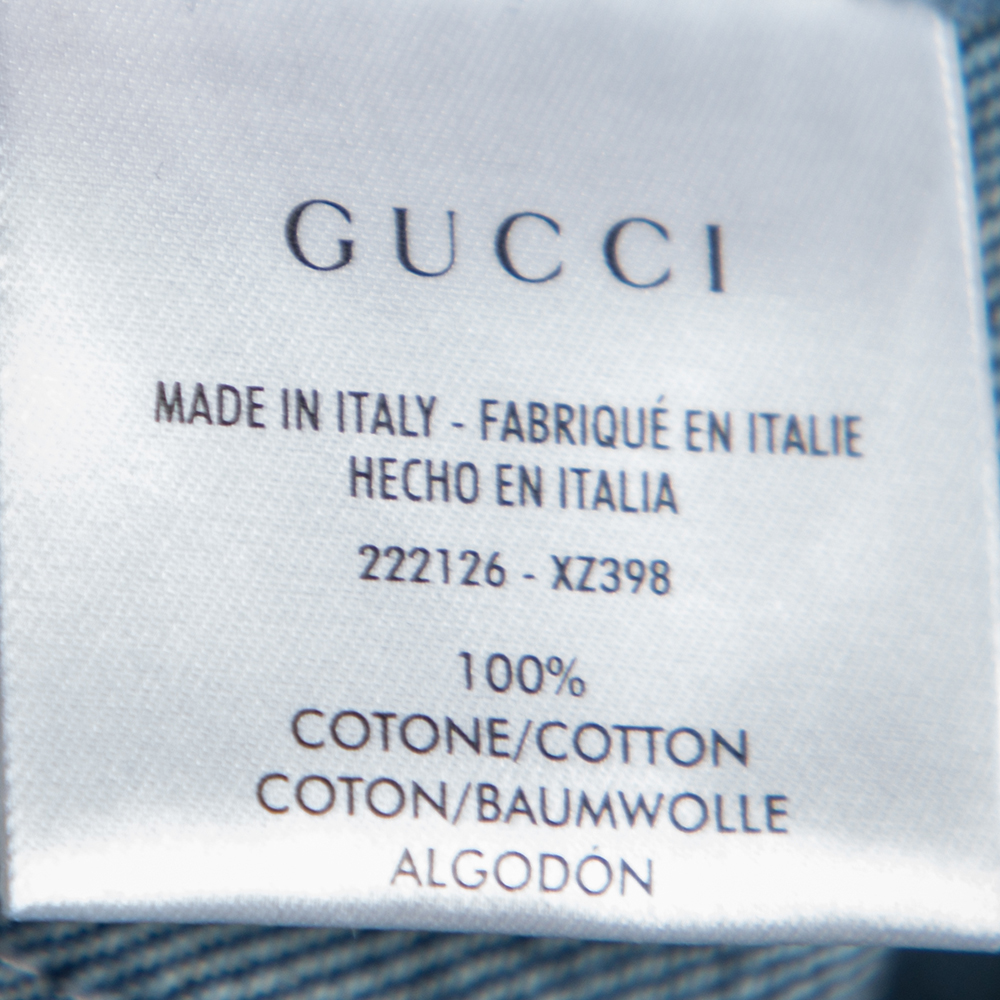 GUCCI
MADE IN ITALY - FABRIQUÉ EN ITALIE
HECHO EN ITALIA
222126 - XZ398
100%
COTONE/COTTON
COTON/BAUMWOLLE
ALGODÓN